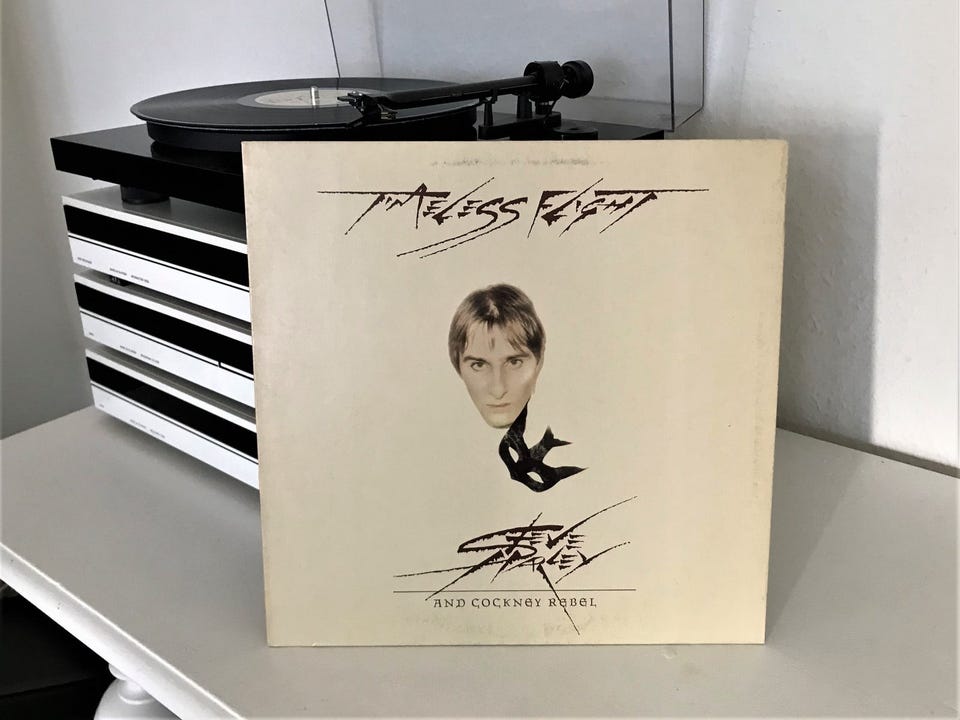 TIMELESS FLIGHT
STEVE
HARLEY
AND COCKNEY REBEL